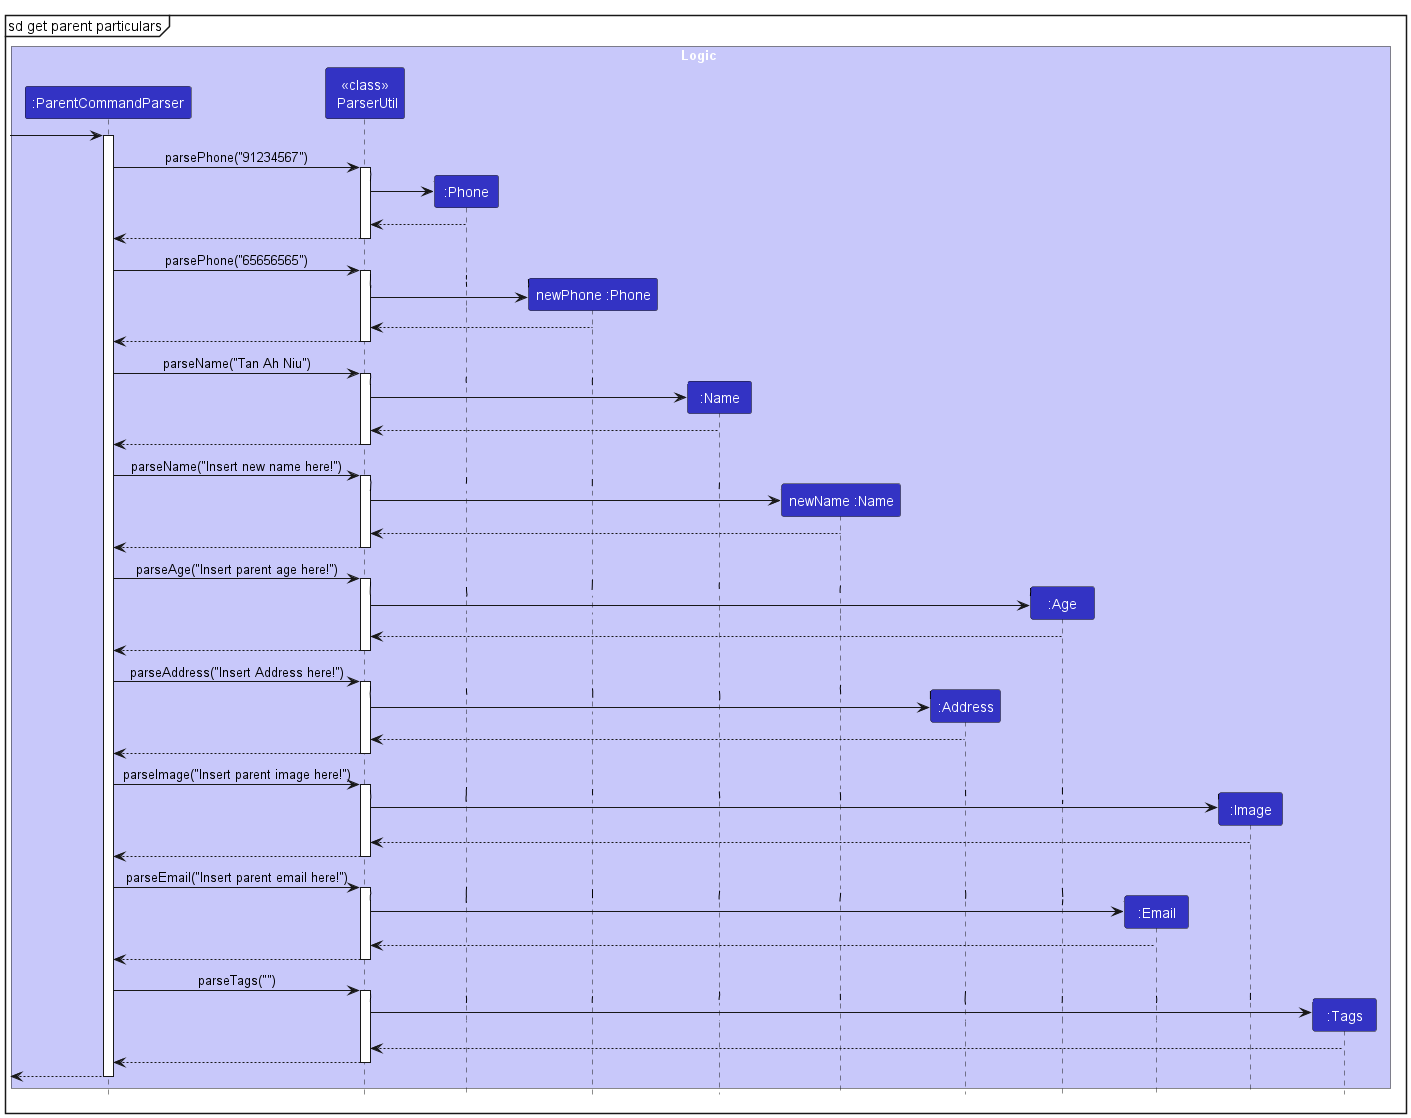 sd get parent particulars
Logic
:ParentCommandParser
«class»
ParserUtil
parsePhone("91234567")
:Phone
parsePhone("65656565")
newPhone :Phone
parseName("Tan Ah Niu")
:Name
parseName("Insert new name here!")
newName :Name
parseAge("Insert parent age here!")
:Age
parseAddress("Insert Address here!")
:Address
parseImage("Insert parent image here!")
:Image
parseEmail("Insert parent email here!")
:Email
parseTags("")
:Tags